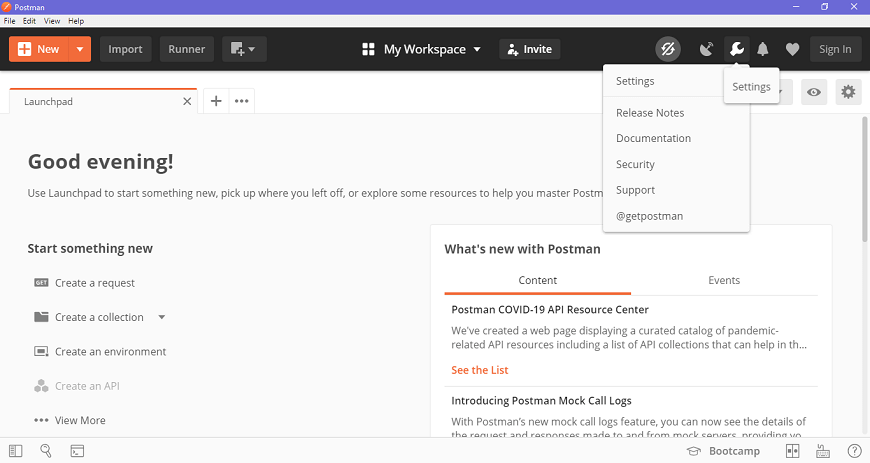 Postman
File Edit View Help
New Import Runner My Workspace Invite Sign In
Settings
Settings
Release Notes
Documentation
Security
Support
@getpostman
Launchpad
Good evening!
Use Launchpad to start something new, pick up where you left off, or explore some resources to help you master Postm
Start something new
GET Create a request
Create a collection
Create an environment
Create an API
View More
What's new with Postman
Content Events
Postman COVID-19 API Resource Center
We've created a web page displaying a curated catalog of pandemic-
related API resources including a list of API collections that can help in th...
See the List
Introducing Postman Mock Call Logs
With Postman's new mock call logs feature, you can now see the details of
the request and responses made to and from mock servers, providing yo
Bootcamp